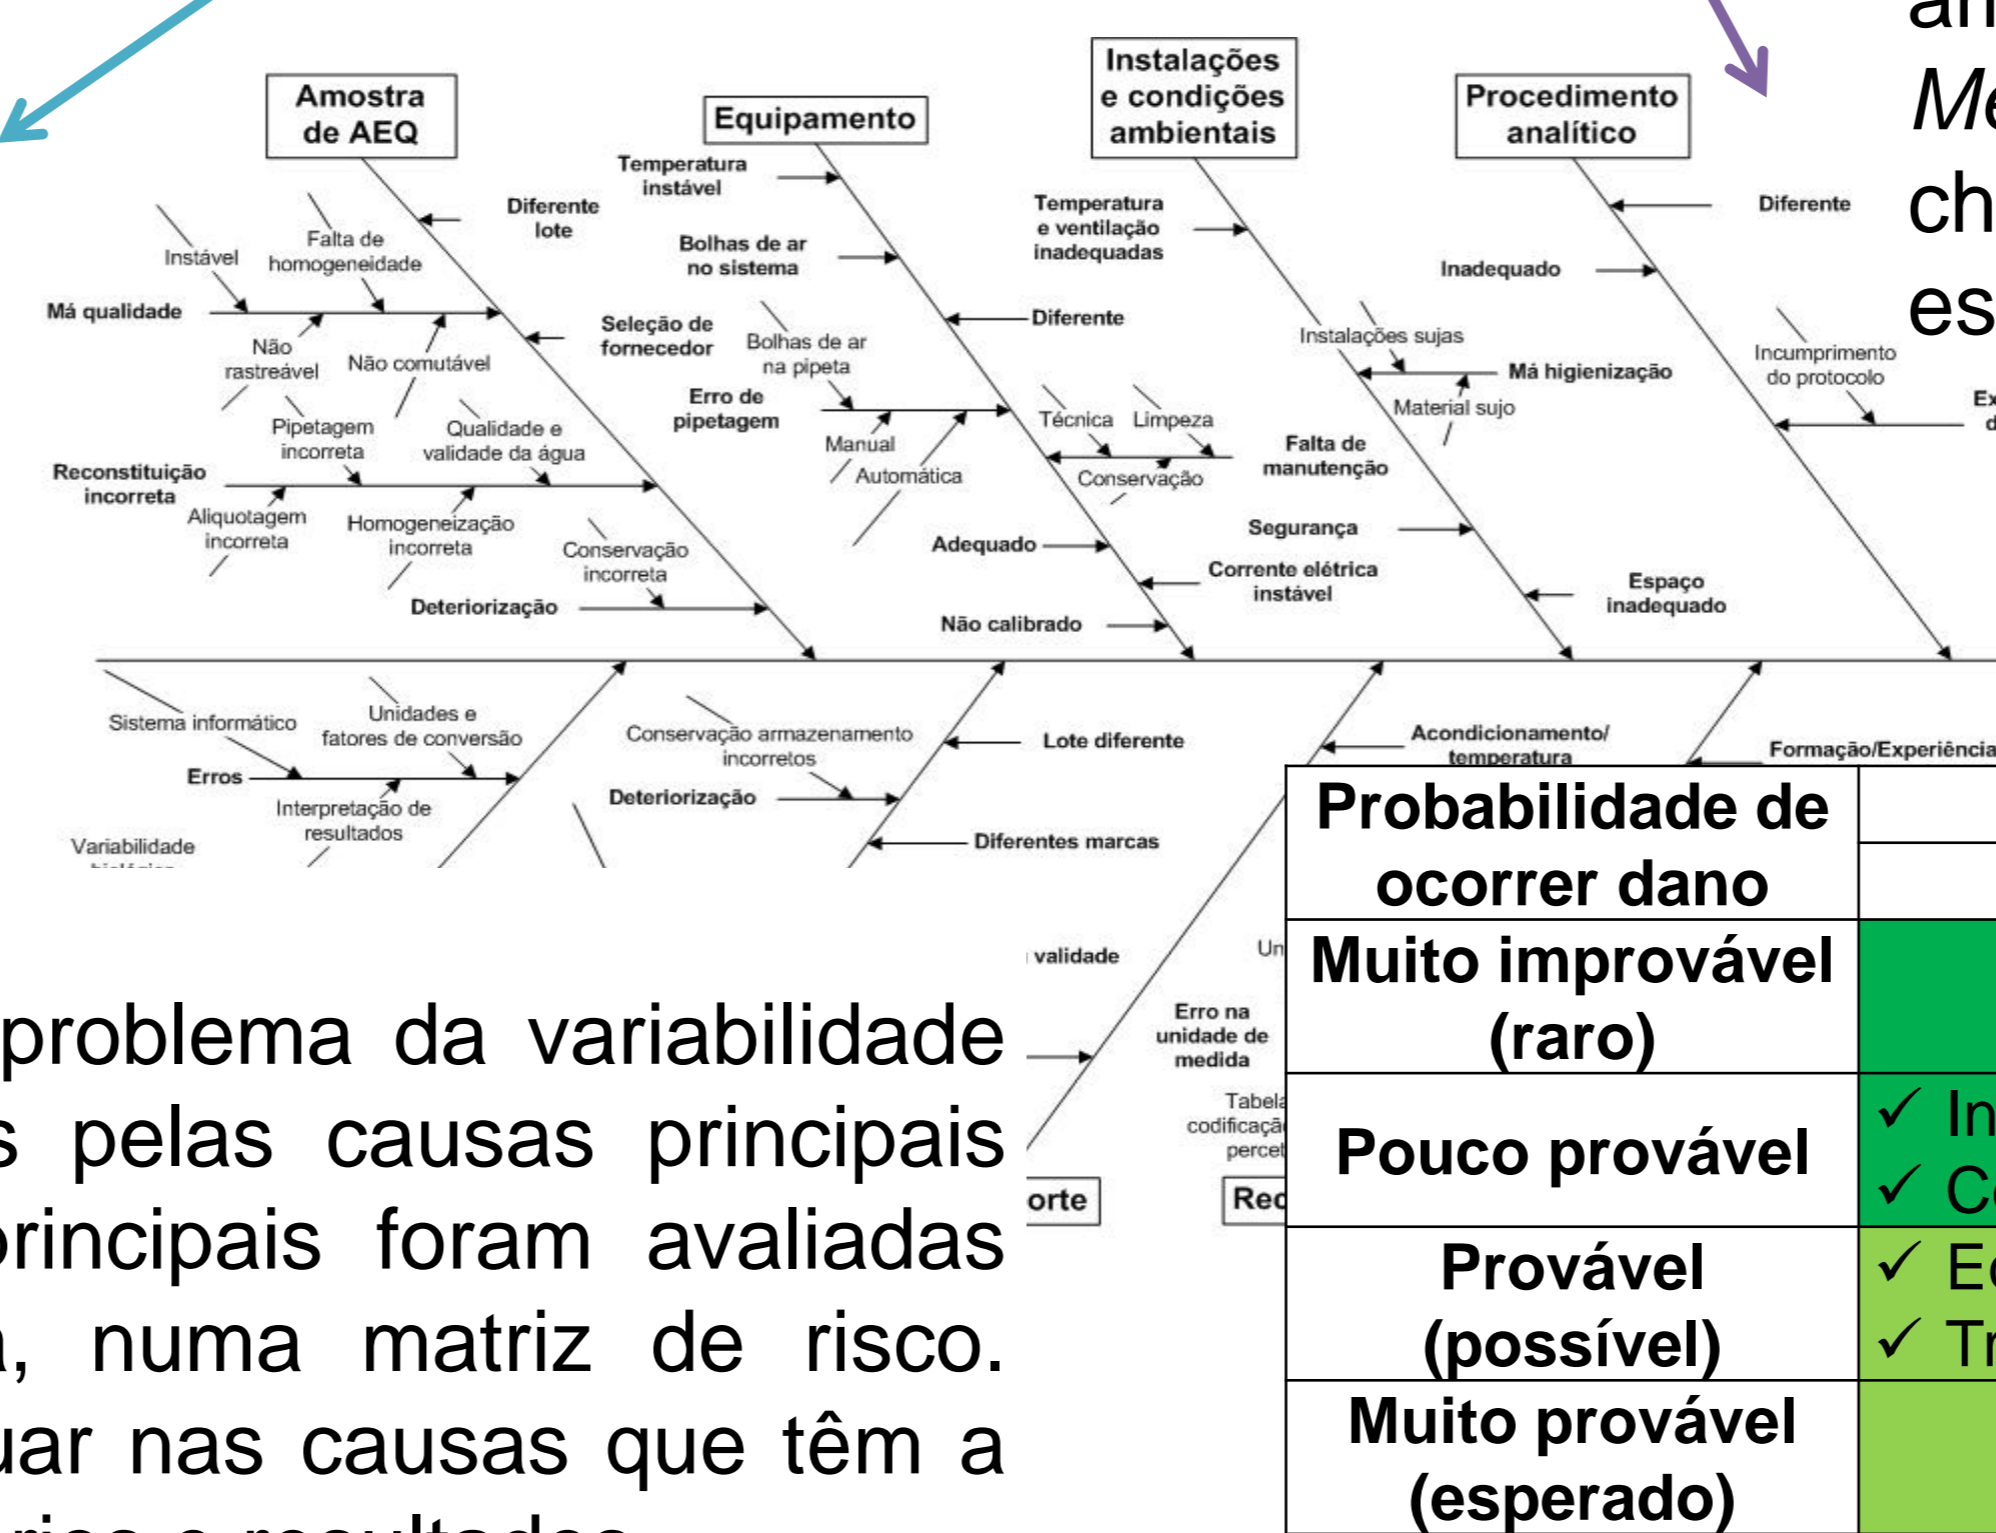 Amostra
de AEQ
Equipamento
Instalações
e condições
ambientais
Procedimento
analítico
Diferente
lote
Instável
Falta de
homogeneidade
Má qualidade
Não
rastreável
Não comutável
Seleção de
fornecedor
Pipetagem
incorreta
Qualidade e
validade da água
Reconstituição
incorreta
Aliquotagem
incorreta
Homogeneização
incorreta
Conservação
incorreta
Deteriorização
Temperatura
instável
Bolhas de ar
no sistema
Diferente
Bolhas de ar
na pipeta
Erro de
pipetagem
Manual
Automática
Técnica
Limpeza
Conservação
Falta de
manutenção
Adequado
Corrente elétrica
instável
Não calibrado
Temperatura
e ventilação
inadequadas
Instalações sujas
Má higienização
Material sujo
Segurança
Espaço
inadequado
Diferente
Inadequado
Incumprimento
do protocolo
Sistema informático
Unidades e
fatores de conversão
Erros
Interpretação de
resultados
Variabilidade
Conservação armazenamento
incorretos
Lote diferente
Deteriorização
Diferentes marcas
Acondicionamento/
temperatura
Formação/Experiência
validade
Erro na
unidade de
medida
problema da variabilidade
pelas causas principais
principais foram avaliadas
numa matriz de risco.
nas causas que têm a
Probabilidade de
ocorrer dano
Muito improvável
(raro)
Pouco provável
Provável
(possível)
Muito provável
(esperado)